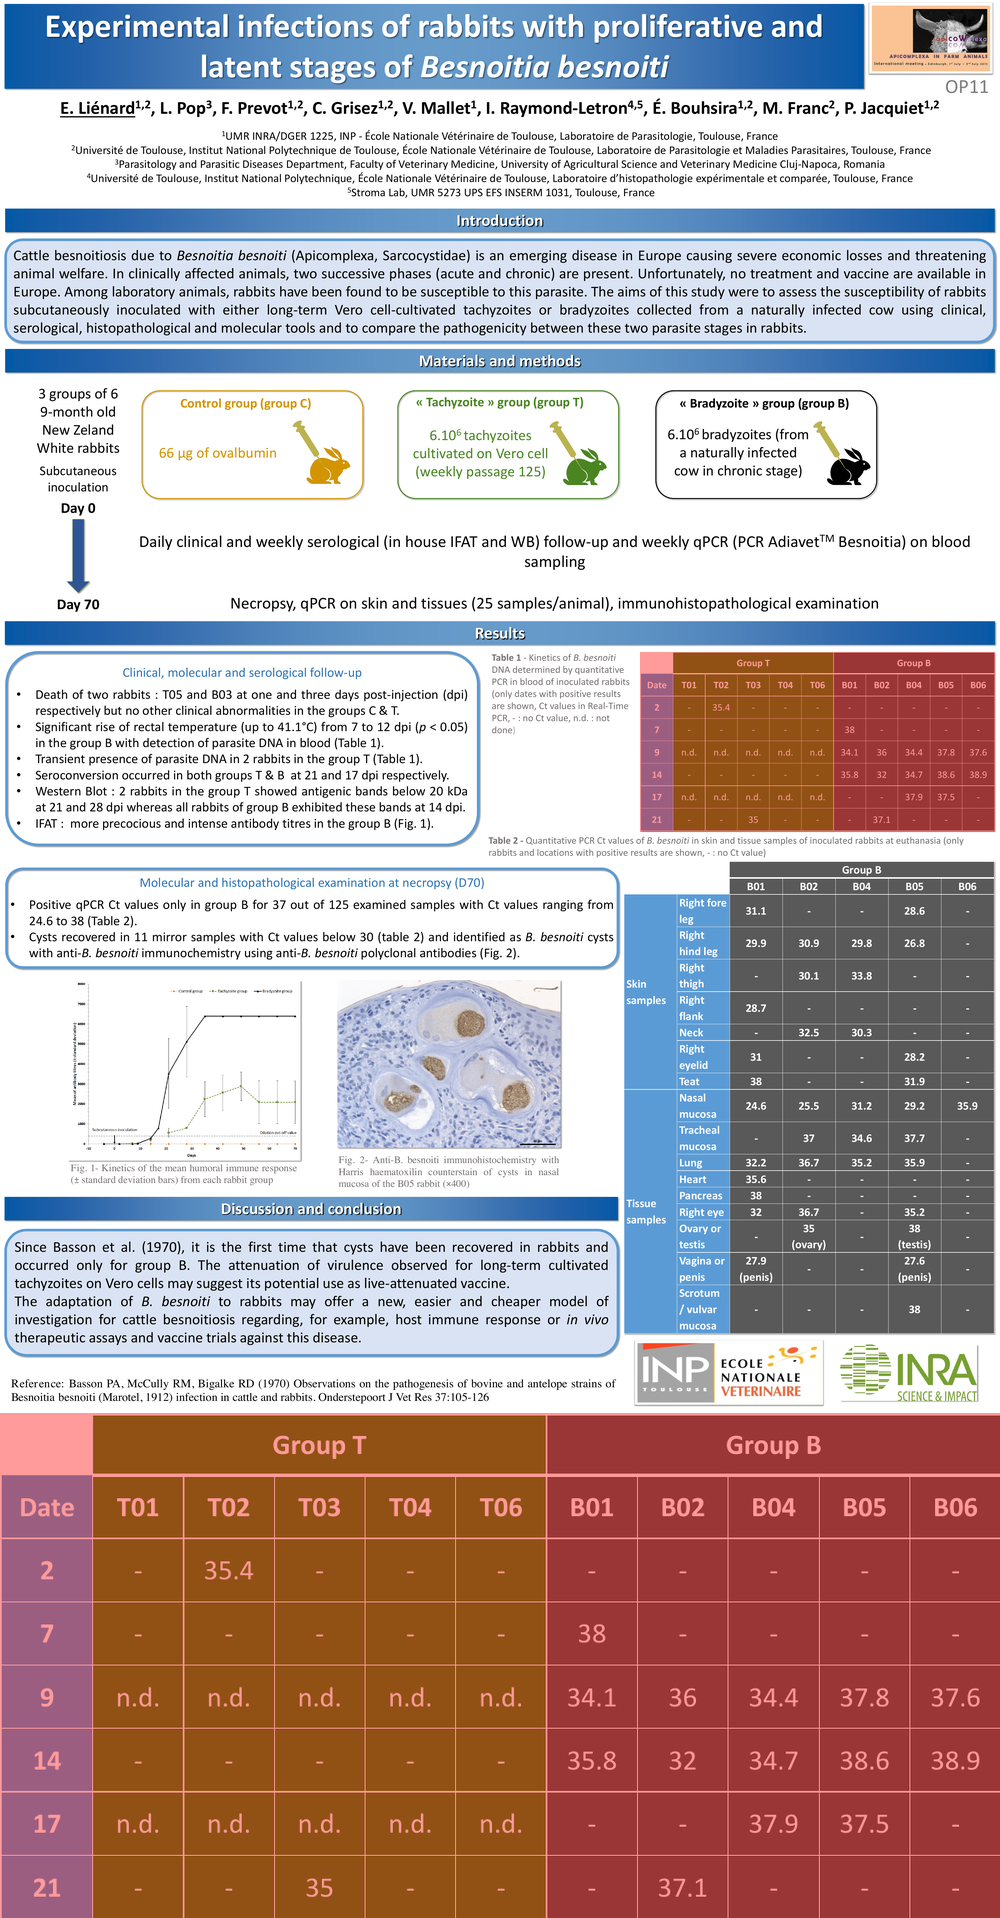 Experimental infections of rabbits with proliferative and
latent stages of Besnoitia besnoiti
APICOMPLEXA IN FARM ANIMALS
OP11
E. Liénard1,2, L. Pop3, F. Prevot1,2, C. Grisez1,2, V. Mallet1, I. Raymond-Letron4,5, É. Bouhsira1,2, M. Franc2, P. Jacquiet1,2
1UMR INRA/DGER 1225, INP - École Nationale Vétérinaire de Toulouse, Laboratoire de Parasitologie, Toulouse, France
2Université de Toulouse, Institut National Polytechnique de Toulouse, École Nationale Vétérinaire de Toulouse, Laboratoire de Parasitologie et Maladies Parasitaires, Toulouse, France
3Parasitology and Parasitic Diseases Department, Faculty of Veterinary Medicine, University of Agricultural Science and Veterinary Medicine Cluj-Napoca, Romania
4Université de Toulouse, Institut National Polytechnique, École Nationale Vétérinaire de Toulouse, Laboratoire d'histopathologie expérimentale et comparée, Toulouse, France
5Stroma Lab, UMR 5273 UPS EFS INSERM 1031, Toulouse, France
Introduction
Cattle besnoitiosis due to Besnoitia besnoiti (Apicomplexa, Sarcocystidae) is an emerging disease in Europe causing severe economic losses and threatening
animal welfare. In clinically affected animals, two successive phases (acute and chronic) are present. Unfortunately, no treatment and vaccine are available in
Europe. Among laboratory animals, rabbits have been found to be susceptible to this parasite. The aims of this study were to assess the susceptibility of rabbits
subcutaneously inoculated with either long-term Vero cell-cultivated tachyzoites or bradyzoites collected from a naturally infected cow using clinical,
serological, histopathological and molecular tools and to compare the pathogenicity between these two parasite stages in rabbits.
Materials and methods
3 groups of 6
9-month old
New Zeland
White rabbits
Subcutaneous
inoculation
Day 0
Control group (group C)
66 µg of ovalbumin
« Tachyzoite » group (group T)
6.10⁶ tachyzoites
cultivated on Vero cell
(weekly passage 125)
« Bradyzoite » group (group B)
6.10⁶ bradyzoites (from
a naturally infected
cow in chronic stage)
Daily clinical and weekly serological (in house IFAT and WB) follow-up and weekly qPCR (PCR Adiavet™ Besnoitia) on blood
sampling
Day 70
Necropsy, qPCR on skin and tissues (25 samples/animal), immunohistopathological examination
Results
Clinical, molecular and serological follow-up
• Death of two rabbits : T05 and B03 at one and three days post-injection (dpi)
respectively but no other clinical abnormalities in the groups C & T.
• Significant rise of rectal temperature (up to 41.1°C) from 7 to 12 dpi (p < 0.05)
in the group B with detection of parasite DNA in blood (Table 1).
• Transient presence of parasite DNA in 2 rabbits in the group T (Table 1).
• Seroconversion occurred in both groups T & B at 21 and 17 dpi respectively.
• Western Blot : 2 rabbits in the group T showed antigenic bands below 20 kDa
at 21 and 28 dpi whereas all rabbits of group B exhibited these bands at 14 dpi.
• IFAT : more precocious and intense antibody titres in the group B (Fig. 1).
Table 1 - Kinetics of B. besnoiti
DNA determined by quantitative
PCR in blood of inoculated rabbits
(only dates with positive results
are shown, Ct values in Real-Time
PCR, - : no Ct value, n.d. : not
done)
Group T Group B
Date T01 T02 T03 T04 T06 B01 B02 B04 B05 B06
2 - 35.4 - - - - - - - -
7 - - - - - 38 - - - -
9 n.d. n.d. n.d. n.d. n.d. 34.1 36 34.4 37.8 37.6
14 - - - - - 35.8 32 34.7 38.6 38.9
17 n.d. n.d. n.d. n.d. n.d. - - 37.9 37.5 -
21 - - 35 - - - 37.1 - - -
Table 2 - Quantitative PCR Ct values of B. besnoiti in skin and tissue samples of inoculated rabbits at euthanasia (only
rabbits and locations with positive results are shown, - : no Ct value)
Molecular and histopathological examination at necropsy (D70)
• Positive qPCR Ct values only in group B for 37 out of 125 examined samples with Ct values ranging from
24.6 to 38 (Table 2).
• Cysts recovered in 11 mirror samples with Ct values below 30 (table 2) and identified as B. besnoiti cysts
with anti-B. besnoiti immunochemistry using anti-B. besnoiti polyclonal antibodies (Fig. 2).
Group B
B01 B02 B04 B05 B06
Skin
samples
Right fore
leg
31.1 - - 28.6 -
Right
hind leg
29.9 30.9 29.8 26.8 -
Right
thigh
- 30.1 33.8 - -
Right
flank
28.7 - - - -
Neck - 32.5 30.3 - -
Right
eyelid
31 - - 28.2 -
Teat 38 - - 31.9 -
Tissue
samples
Nasal
mucosa
24.6 25.5 31.2 29.2 35.9
Tracheal
mucosa
- 37 34.6 37.7 -
Lung 32.2 36.7 35.2 35.9 -
Heart 35.6 - - - -
Pancreas 38 - - - -
Right eye 32 36.7 - 35.2 -
Ovary or
testis
- 35 (ovary) - 38 (testis) -
Vagina or
penis
27.9 (penis) - - 27.6 (penis) -
Scrotum
/ vulvar
mucosa
- - - 38 -
Control group Tachyzoite group Bradyzoite group
Subcutaneous inoculation
Dilution cut-off value
Days
Fig. 1- Kinetics of the mean humoral immune response
(± standard deviation bars) from each rabbit group
Fig. 2- Anti-B. besnoiti immunohistochemistry with
Harris haematoxilin counterstain of cysts in nasal
mucosa of the B05 rabbit (×400)
Discussion and conclusion
Since Basson et al. (1970), it is the first time that cysts have been recovered in rabbits and
occurred only for group B. The attenuation of virulence observed for long-term cultivated
tachyzoites on Vero cells may suggest its potential use as live-attenuated vaccine.
The adaptation of B. besnoiti to rabbits may offer a new, easier and cheaper model of
investigation for cattle besnoitiosis regarding, for example, host immune response or in vivo
therapeutic assays and vaccine trials against this disease.
Reference: Basson PA, McCully RM, Bigalke RD (1970) Observations on the pathogenesis of bovine and antelope strains of
Besnoitia besnoiti (Marotel, 1912) infection in cattle and rabbits. Onderstepoort J Vet Res 37:105-126
INP
TOULOUSE
ECOLE
NATIONALE
VETERINAIRE
INRA
SCIENCE & IMPACT
Group T Group B
Date T01 T02 T03 T04 T06 B01 B02 B04 B05 B06
2 - 35.4 - - - - - - - -
7 - - - - - 38 - - - -
9 n.d. n.d. n.d. n.d. n.d. 34.1 36 34.4 37.8 37.6
14 - - - - - 35.8 32 34.7 38.6 38.9
17 n.d. n.d. n.d. n.d. n.d. - - 37.9 37.5 -
21 - - 35 - - - 37.1 - - -